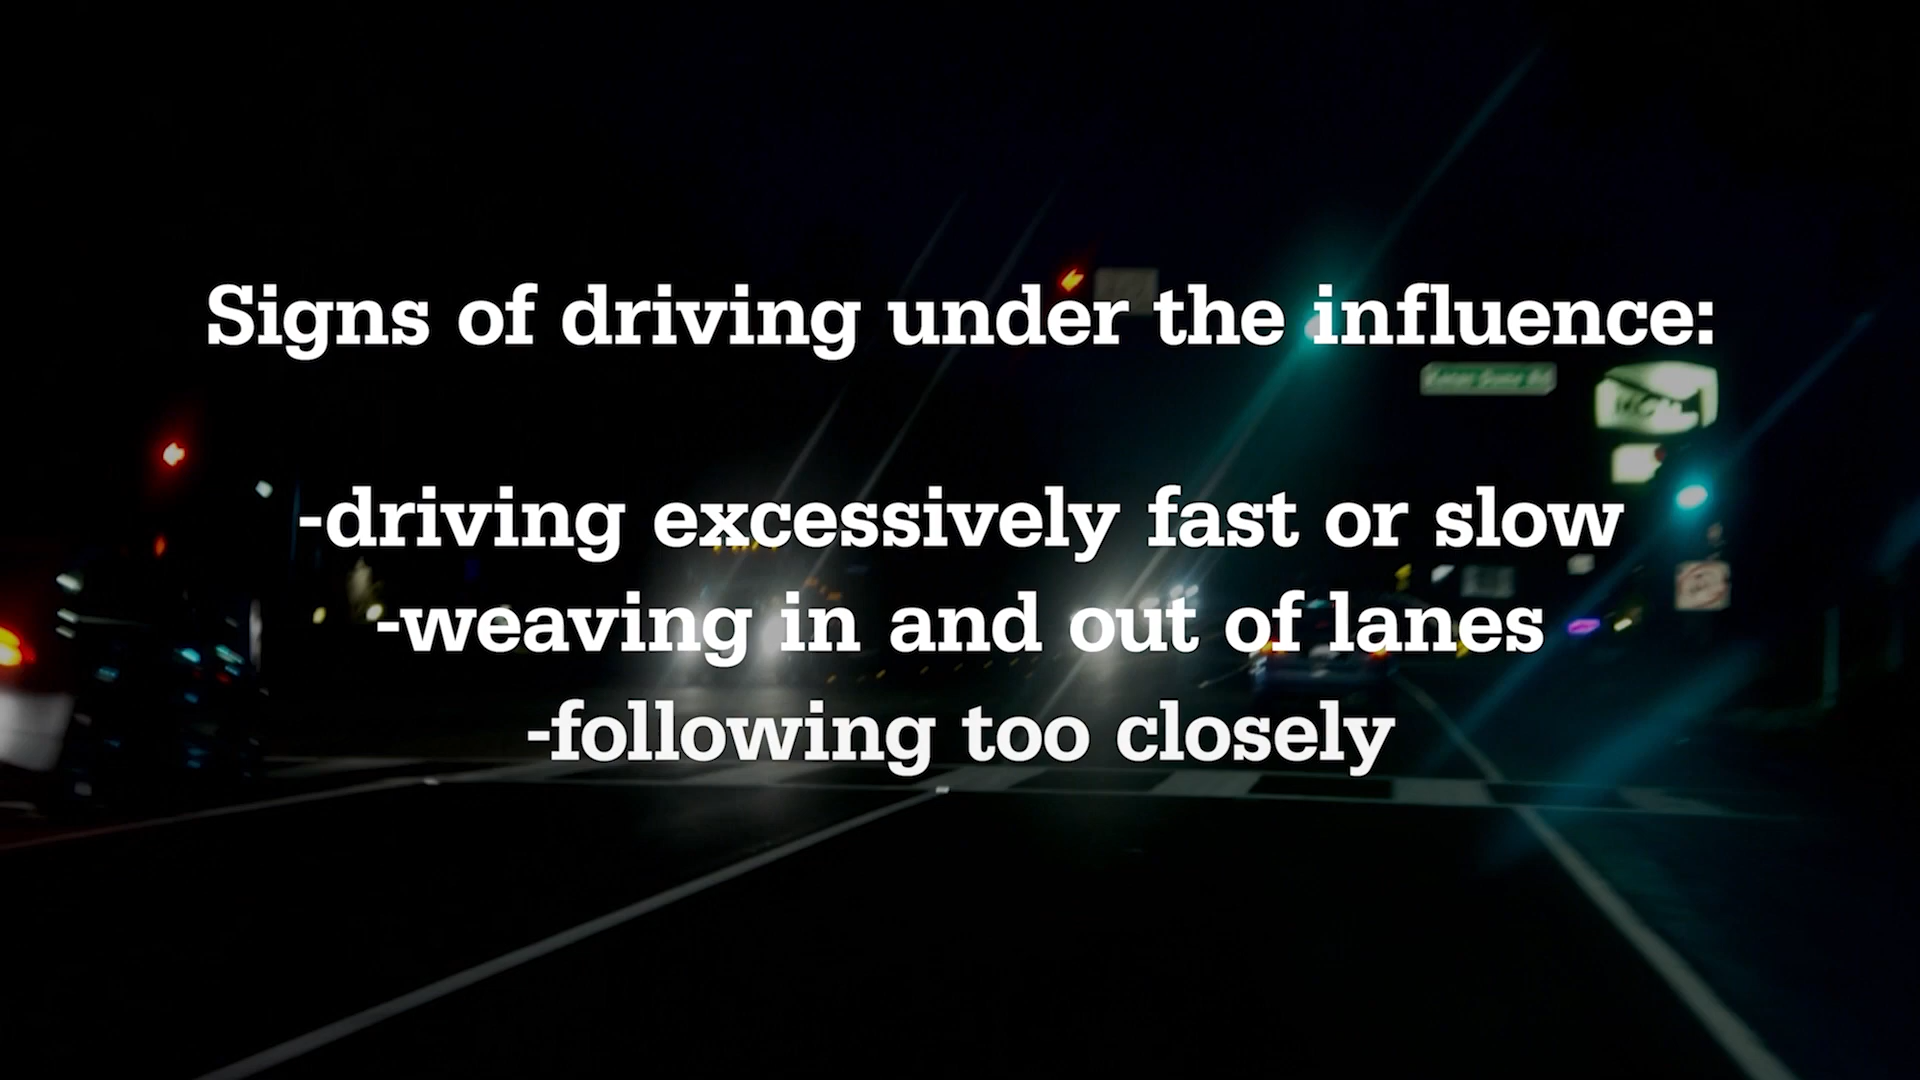 Signs of driving under the influence:
-driving excessively fast or slow
-weaving in and out of lanes
-following too closely